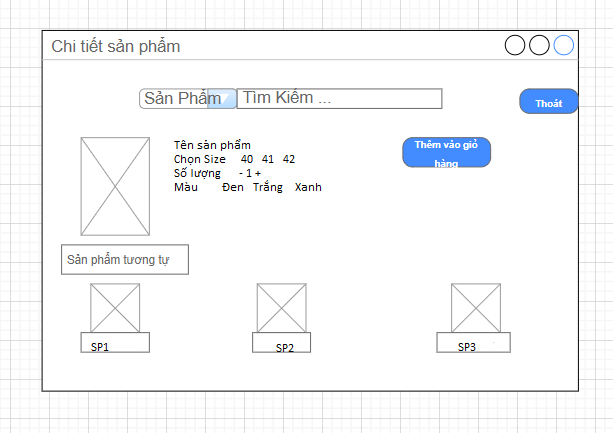 Chi tiết sản phẩm
Sản Phẩm Tìm Kiếm ...
Thoát
Tên sản phẩm
Chọn Size 40 41 42
Số lượng - 1 +
Màu Đen Trắng Xanh
Thêm vào giỏ
hàng
Sản phẩm tương tự
SP1 SP2 SP3